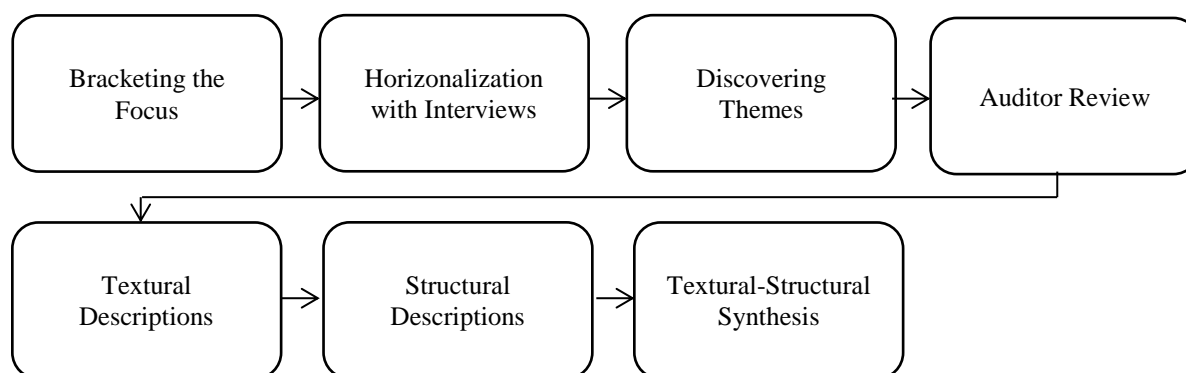 Bracketing the
Focus
Horizonalization
with Interviews
Discovering
Themes
Auditor Review
Textural
Descriptions
Structural
Descriptions
Textural-Structural
Synthesis